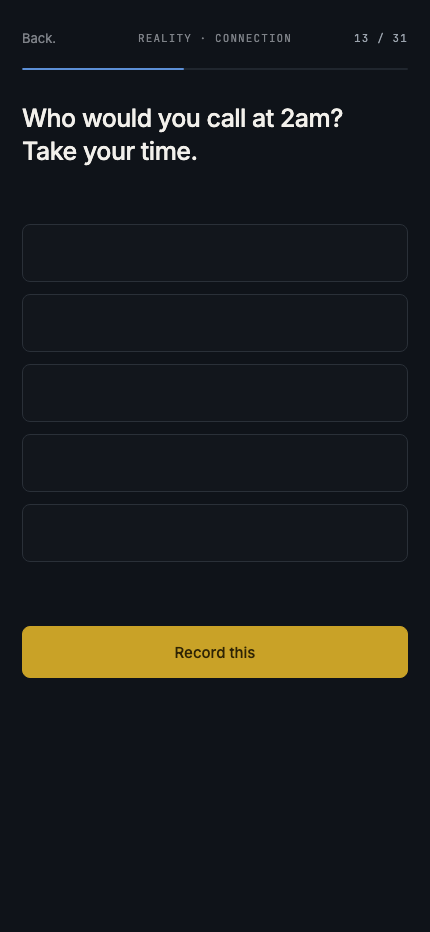 Back.
REALITY · CONNECTION
13 / 31
Who would you call at 2am?
Take your time.
Record this